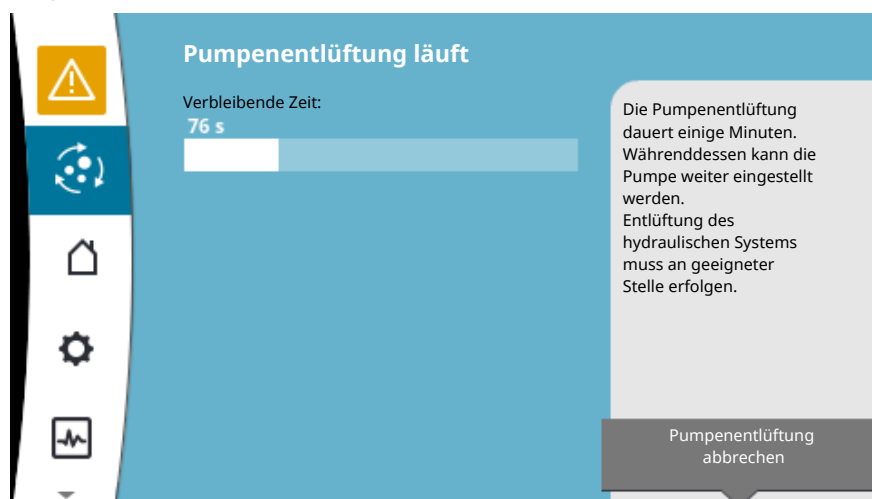 Pumpenentlüftung läuft
Verbleibende Zeit:
76 s
Die Pumpenentlüftung
dauert einige Minuten.
Währenddessen kann die
Pumpe weiter eingestellt
werden.
Entlüftung des
hydraulischen Systems
muss an geeigneter
Stelle erfolgen.
Pumpenentlüftung
abbrechen